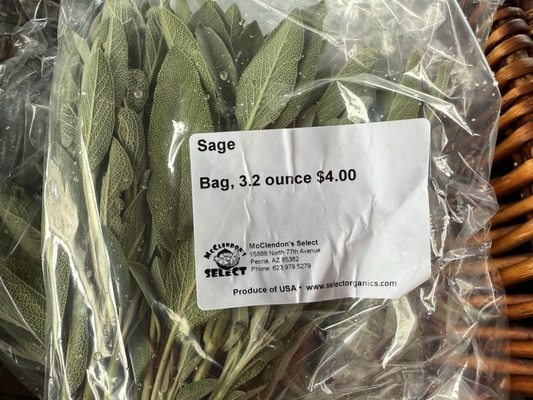 Sage
Bag, 3.2 ounce $4.00
McCLENDON'S
SELECT
McClendon's Select
15888 North 77th Avenue
Peoria, AZ 85382
Phone: 623.979.5279
Produce of USA • www.selectorganics.com